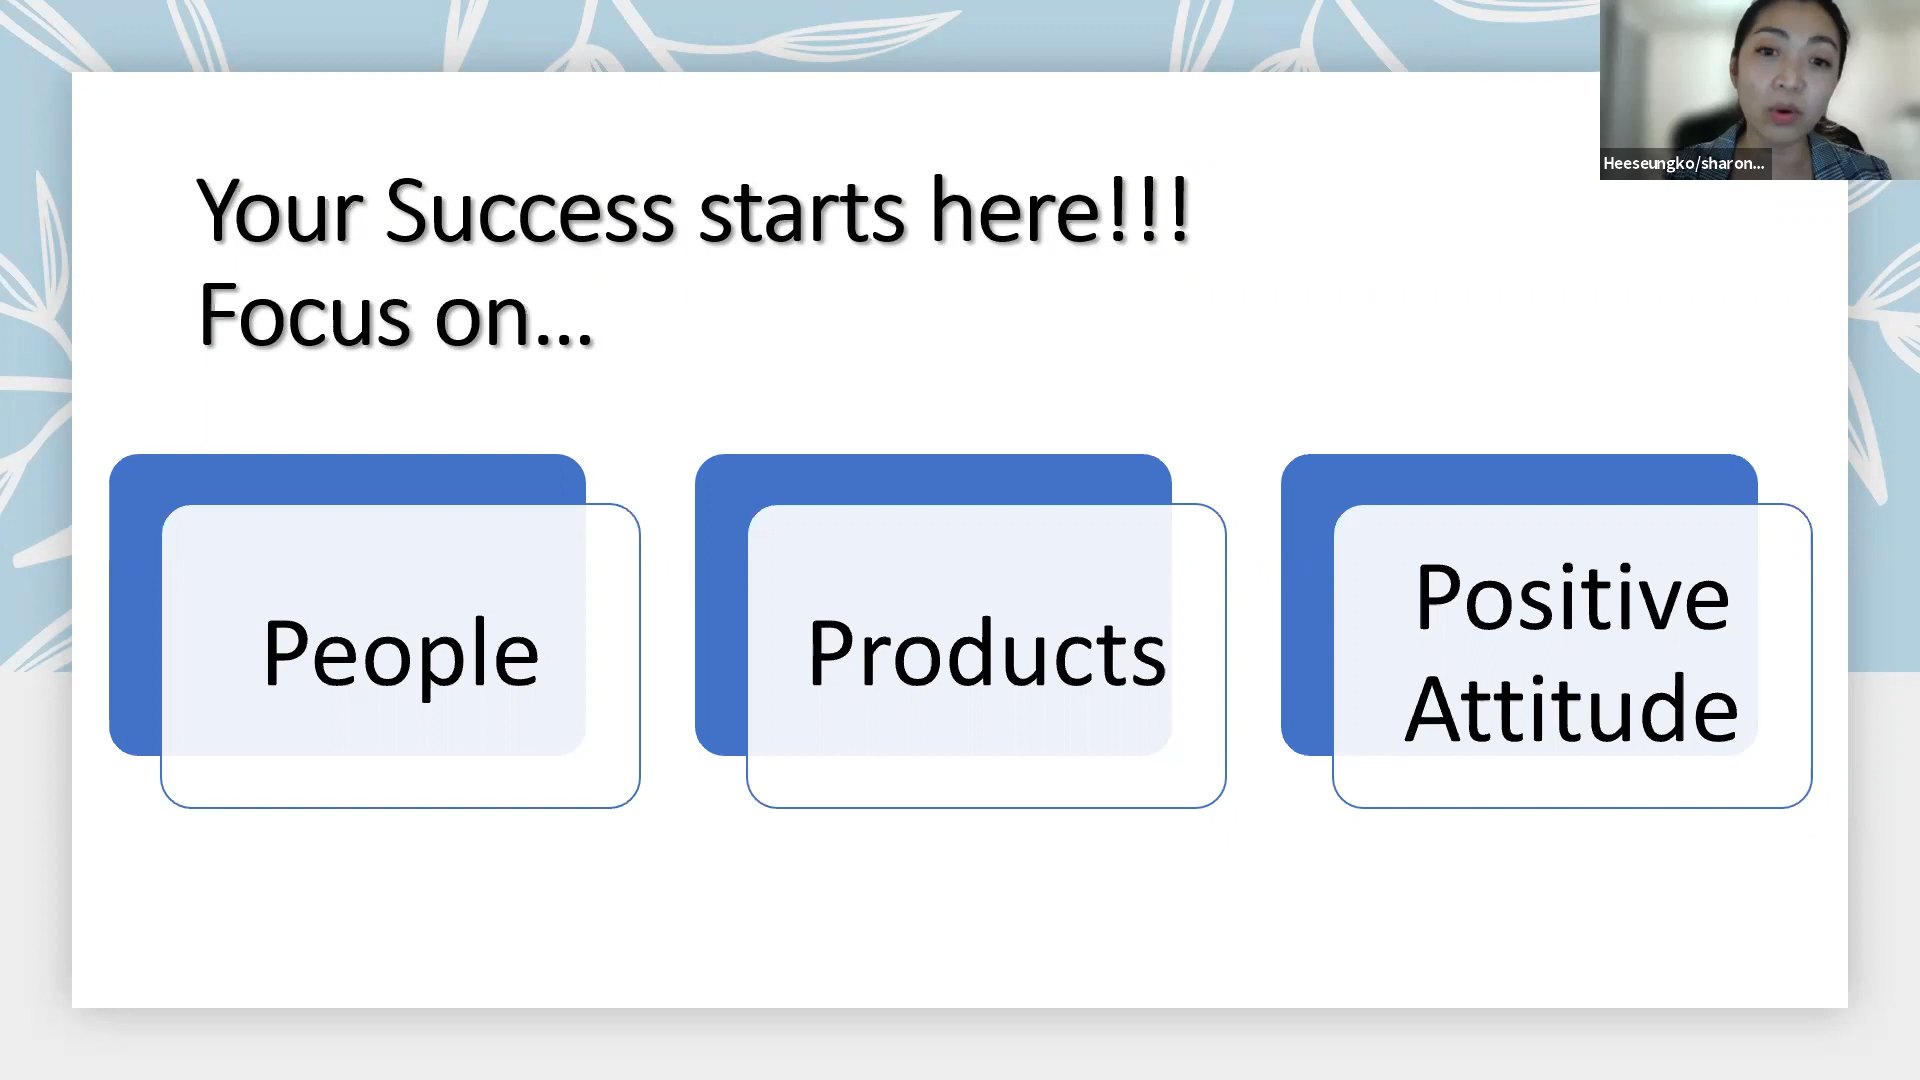 Heeseungko/sharon...
Your Success starts here!!!
Focus on...
People
Products
Positive
Attitude